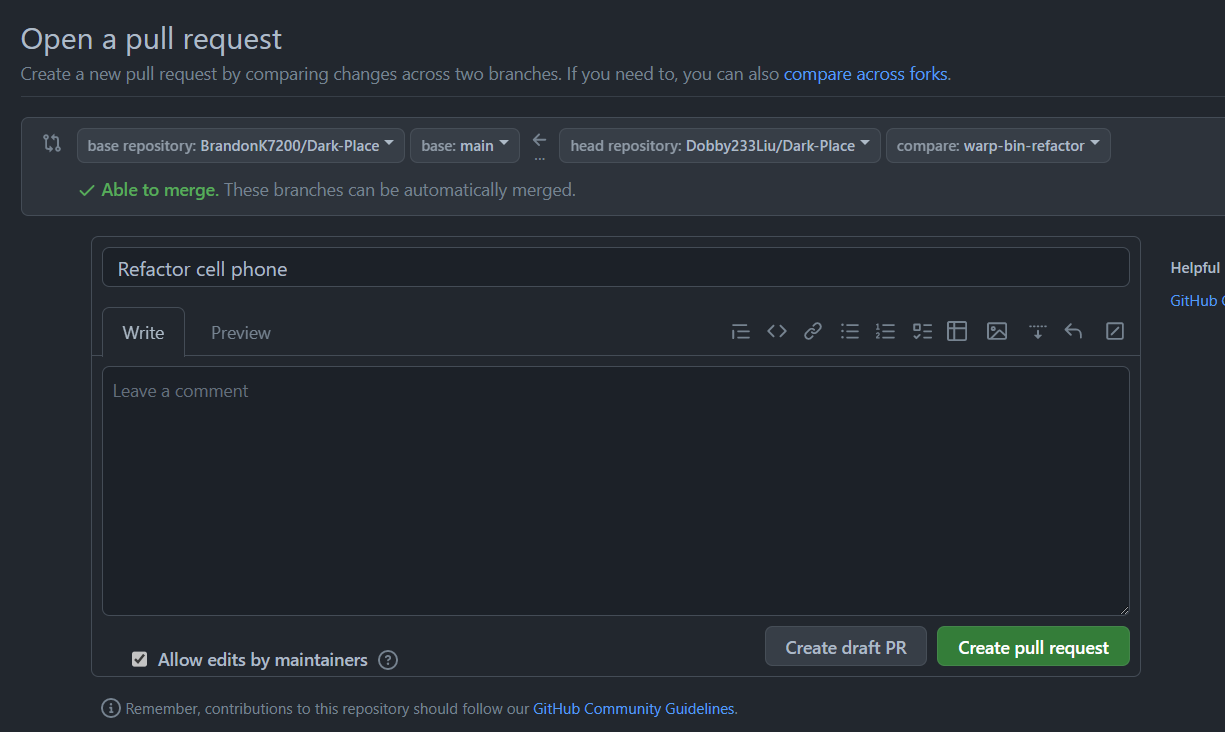 Open a pull request
Create a new pull request by comparing changes across two branches. If you need to, you can also compare across forks.
base repository: BrandonK7200/Dark-Place base: main ... head repository: Dobby233Liu/Dark-Place compare: warp-bin-refactor
Able to merge. These branches can be automatically merged.
Refactor cell phone
Helpful
Write Preview
GitHub
Leave a comment
Allow edits by maintainers
Create draft PR Create pull request
Remember, contributions to this repository should follow our GitHub Community Guidelines.